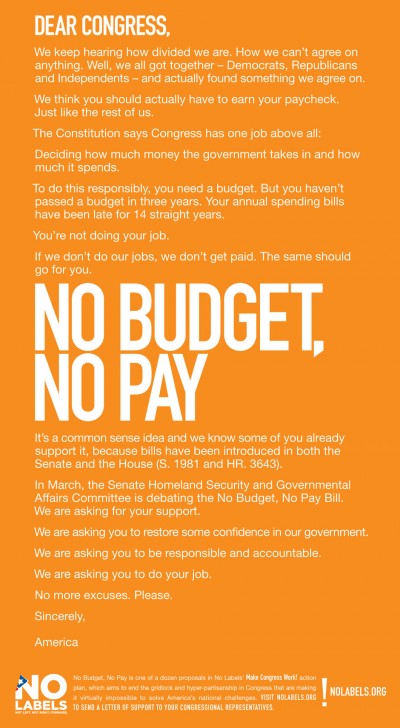 DEAR CONGRESS,
We keep hearing how divided we are. How we can't agree on
anything. Well, we all got together – Democrats, Republicans
and Independents – and actually found something we agree on.
We think you should actually have to earn your paycheck.
Just like the rest of us.
The Constitution says Congress has one job above all:
Deciding how much money the government takes in and how
much it spends.
To do this responsibly, you need a budget. But you haven't
passed a budget in three years. Your annual spending bills
have been late for 14 straight years.
You're not doing your job.
If we don't do our jobs, we don't get paid. The same should
go for you.
NO BUDGET,
NO PAY
It's a common sense idea and we know some of you already
support it, because bills have been introduced in both the
Senate and the House (S. 1981 and HR. 3643).
In March, the Senate Homeland Security and Governmental
Affairs Committee is debating the No Budget, No Pay Bill.
We are asking for your support.
We are asking you to restore some confidence in our government.
We are asking you to be responsible and accountable.
We are asking you to do your job.
No more excuses. Please.
Sincerely,
America
NO
LABELS
NOT LEFT. NOT RIGHT. FORWARD.
No Budget, No Pay is one of a dozen proposals in No Labels' Make Congress Work! action
plan, which aims to end the gridlock and hyper-partisanship in Congress that are making
it virtually impossible to solve America's national challenges. VISIT NOLABELS.ORG
TO SEND A LETTER OF SUPPORT TO YOUR CONGRESSIONAL REPRESENTATIVES.
! NOLABELS.ORG